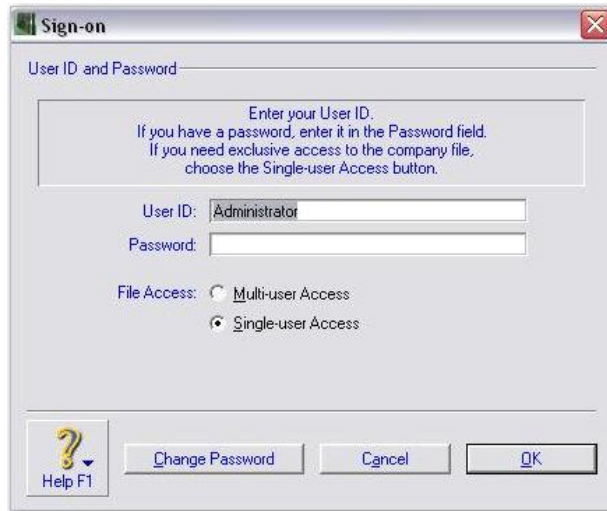 Sign-on
User ID and Password
Enter your User ID.
If you have a password, enter it in the Password field.
If you need exclusive access to the company file,
choose the Single-user Access button.
User ID: Administrator
Password:
File Access: Multi-user Access
Single-user Access
Help F1 Change Password Cancel OK